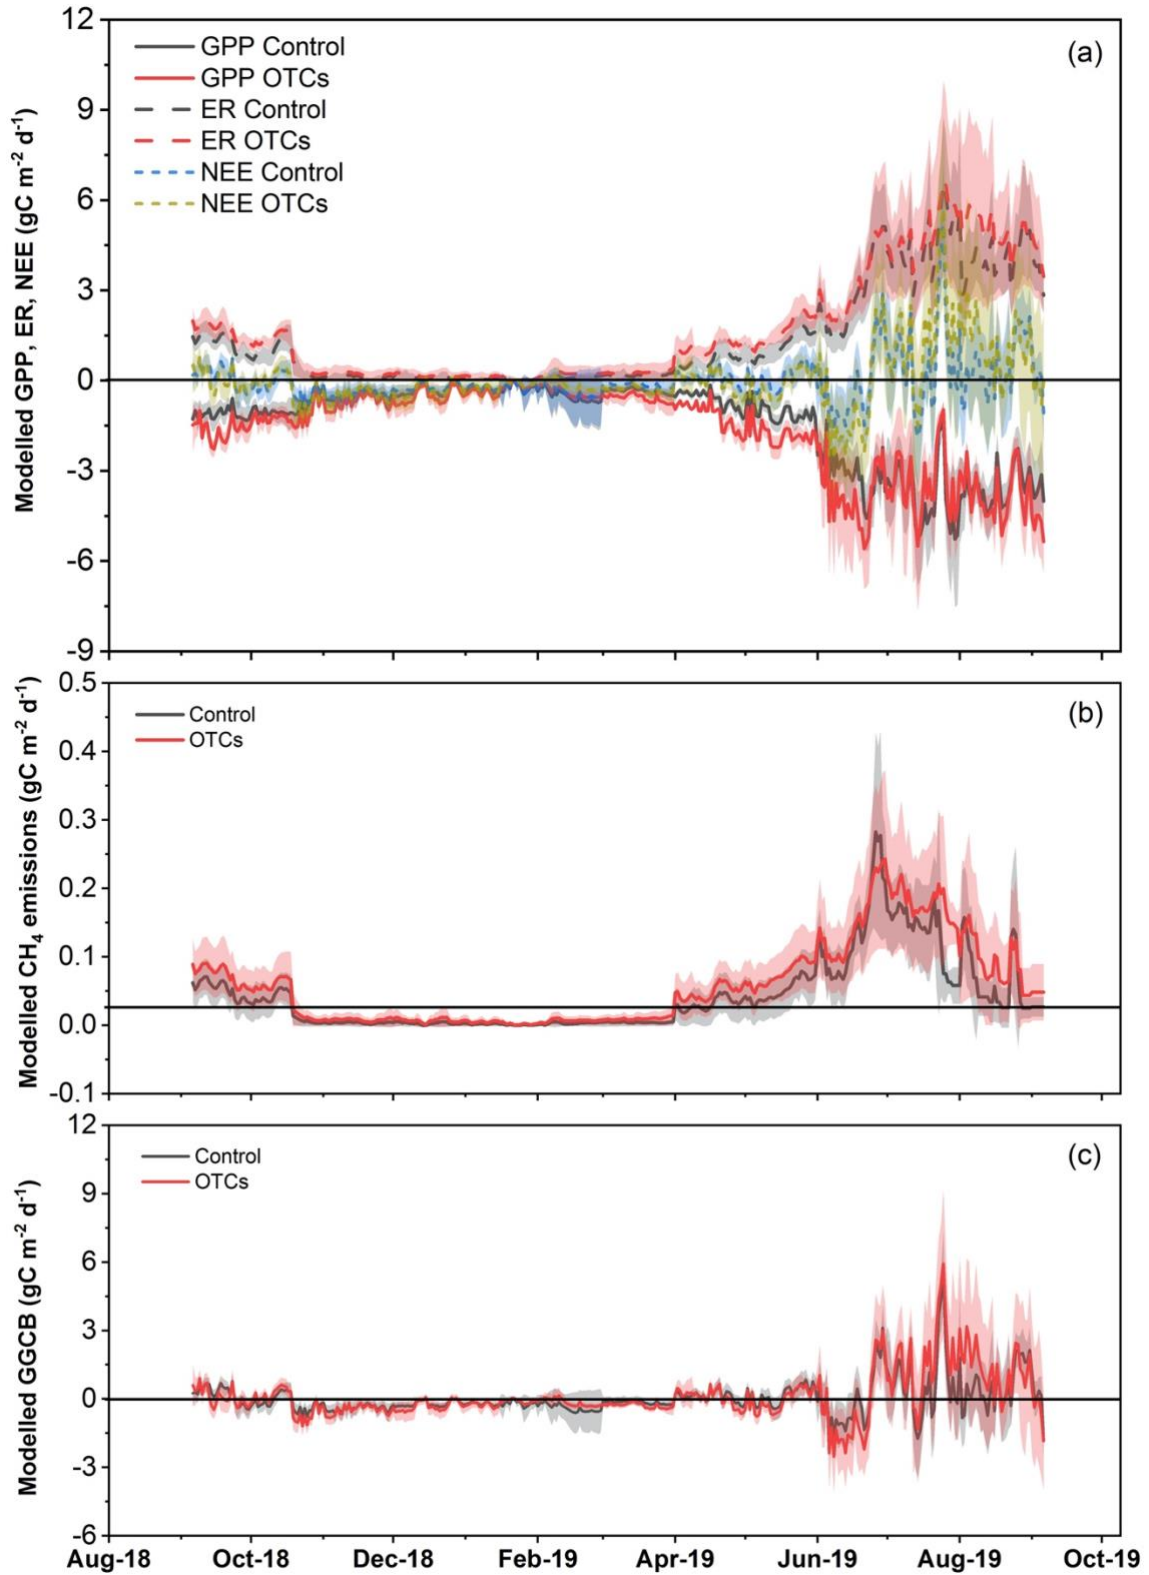 12
9
6
3
0
-3
-6
-9
Modelled GPP, ER, NEE (gC m-2 d-1)
GPP Control
GPP OTCs
ER Control
ER OTCs
NEE Control
NEE OTCs
(a)
0.5
0.4
0.3
0.2
0.1
0.0
-0.1
Modelled CH4 emissions (gC m-2 d-1)
Control
OTCs
(b)
12
9
6
3
0
-3
-6
Modelled GGCB (gC m-2 d-1)
Control
OTCs
(c)
Aug-18 Oct-18 Dec-18 Feb-19 Apr-19 Jun-19 Aug-19 Oct-19